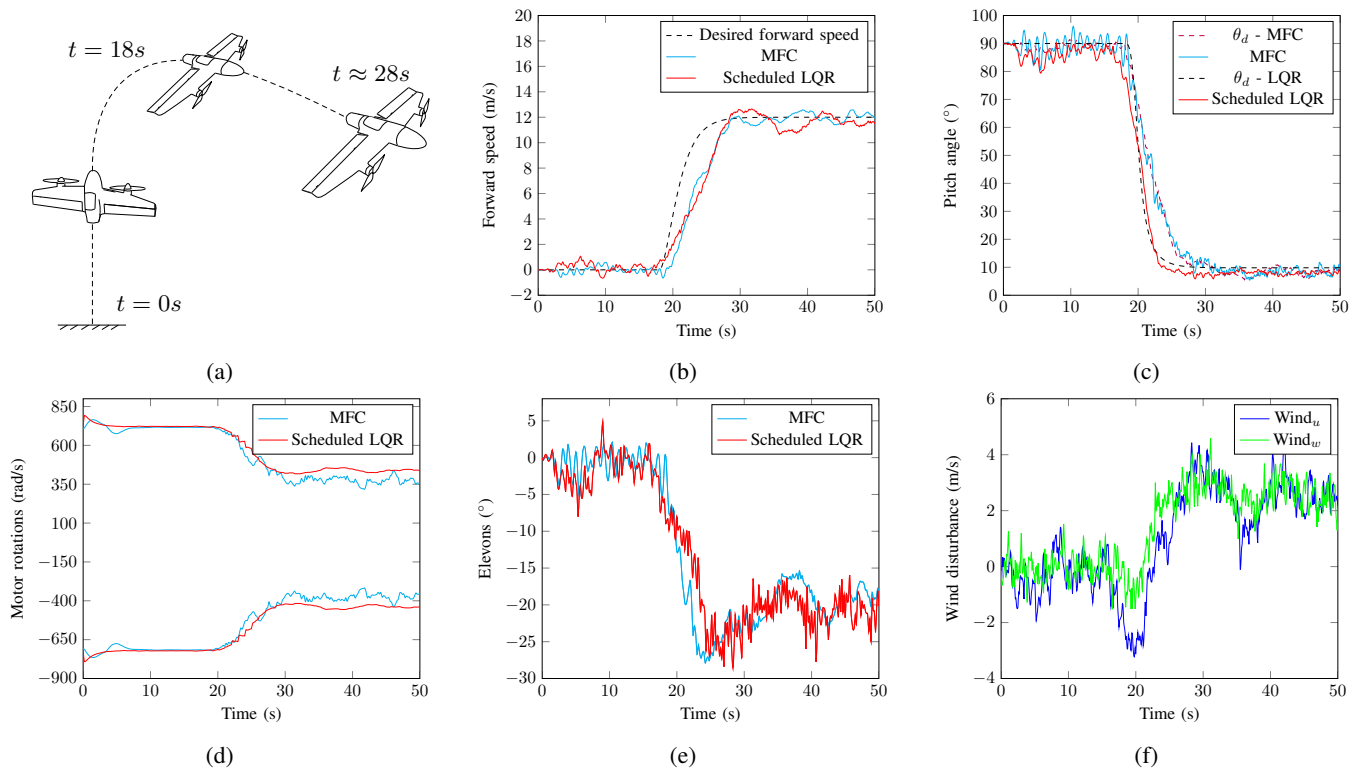 t = 18s
t ≈ 28s
t = 0s
(a)
20
18
16
14
12
10
8
6
4
2
0
−2
0
10
20
30
40
50
Forward speed (m/s)
Time (s)
Desired forward speed
MFC
Scheduled LQR
(b)
100
90
80
70
60
50
40
30
20
10
0
0
10
20
30
40
50
Pitch angle (°)
Time (s)
θd - MFC
MFC
θd - LQR
Scheduled LQR
(c)
850
600
350
100
−150
−400
−650
−900
0
10
20
30
40
50
Motor rotations (rad/s)
Time (s)
MFC
Scheduled LQR
(d)
5
0
−5
−10
−15
−20
−25
−30
0
10
20
30
40
50
Elevons (°)
Time (s)
MFC
Scheduled LQR
(e)
6
4
2
0
−2
−4
0
10
20
30
40
50
Wind disturbance (m/s)
Time (s)
Windu
Windw
(f)